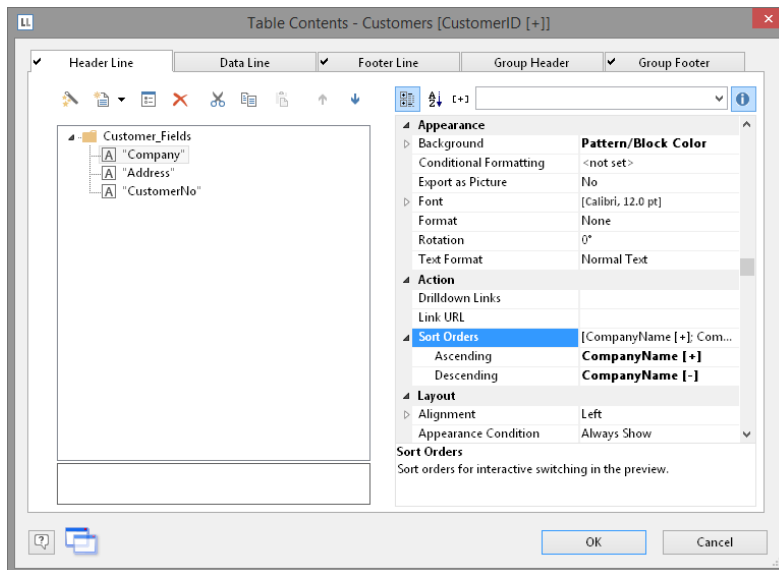 LL Table Contents - Customers [CustomerID [+]]
Header Line Data Line Footer Line Group Header Group Footer
[+]
Customer_Fields
A "Company"
A "Address"
A "CustomerNo"
Appearance
Background Pattern/Block Color
Conditional Formatting <not set>
Export as Picture No
Font [Calibri, 12.0 pt]
Format None
Rotation 0°
Text Format Normal Text
Action
Drilldown Links
Link URL
Sort Orders [CompanyName [+]; Com...
Ascending CompanyName [+]
Descending CompanyName [-]
Layout
Alignment Left
Appearance Condition Always Show
Sort Orders
Sort orders for interactive switching in the preview.
OK Cancel